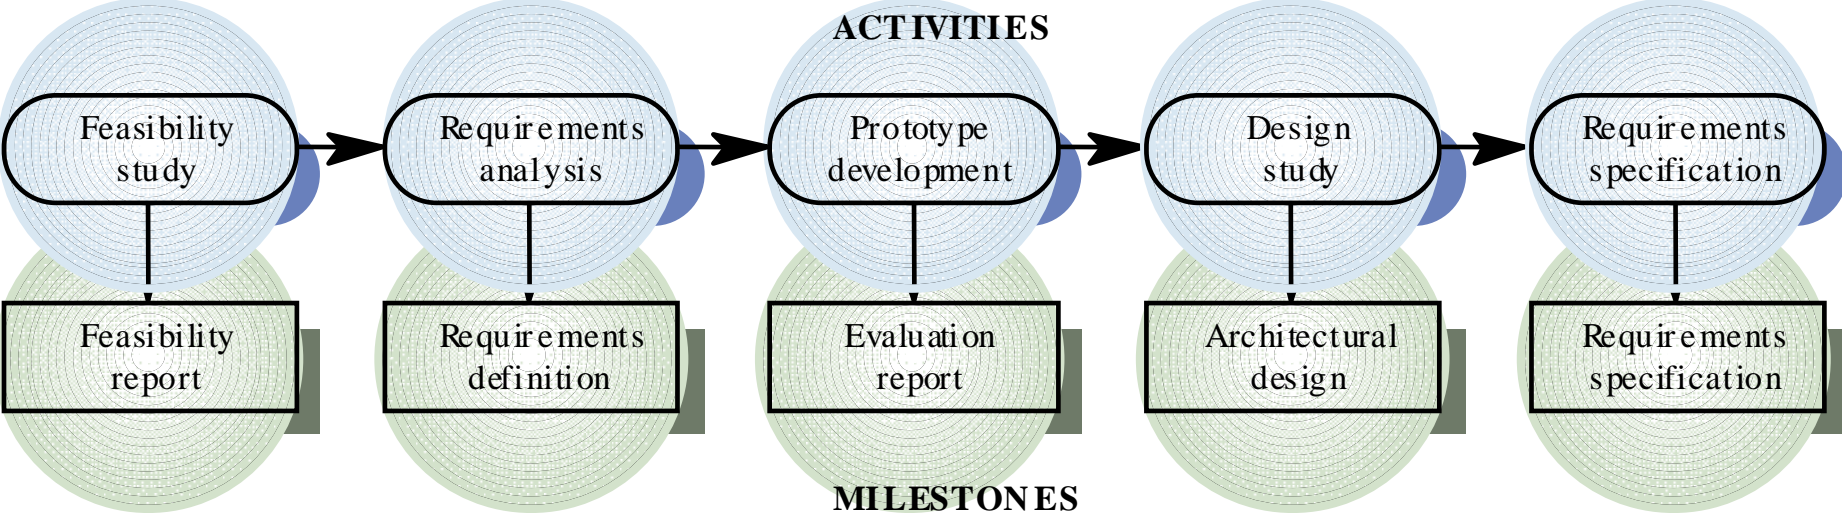 ACTIVITIES
Feasibility
study
Requirements
analysis
Prototype
development
Design
study
Requirements
specification
Feasibility
report
Requirements
definition
Evaluation
report
Architectural
design
Requirements
specification
MILESTONES